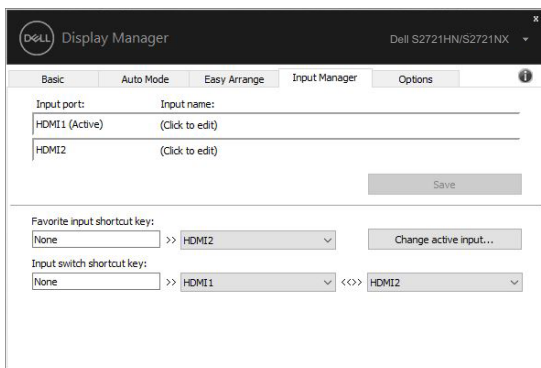 DELL Display Manager
Dell S2721HN/S2721NX
x
Basic Auto Mode Easy Arrange Input Manager Options
Input port: Input name:
HDMI1 (Active) (Click to edit)
HDMI2 (Click to edit)
Save
Favorite input shortcut key:
None >> HDMI2 Change active input...
Input switch shortcut key:
None >> HDMI1 <<>> HDMI2